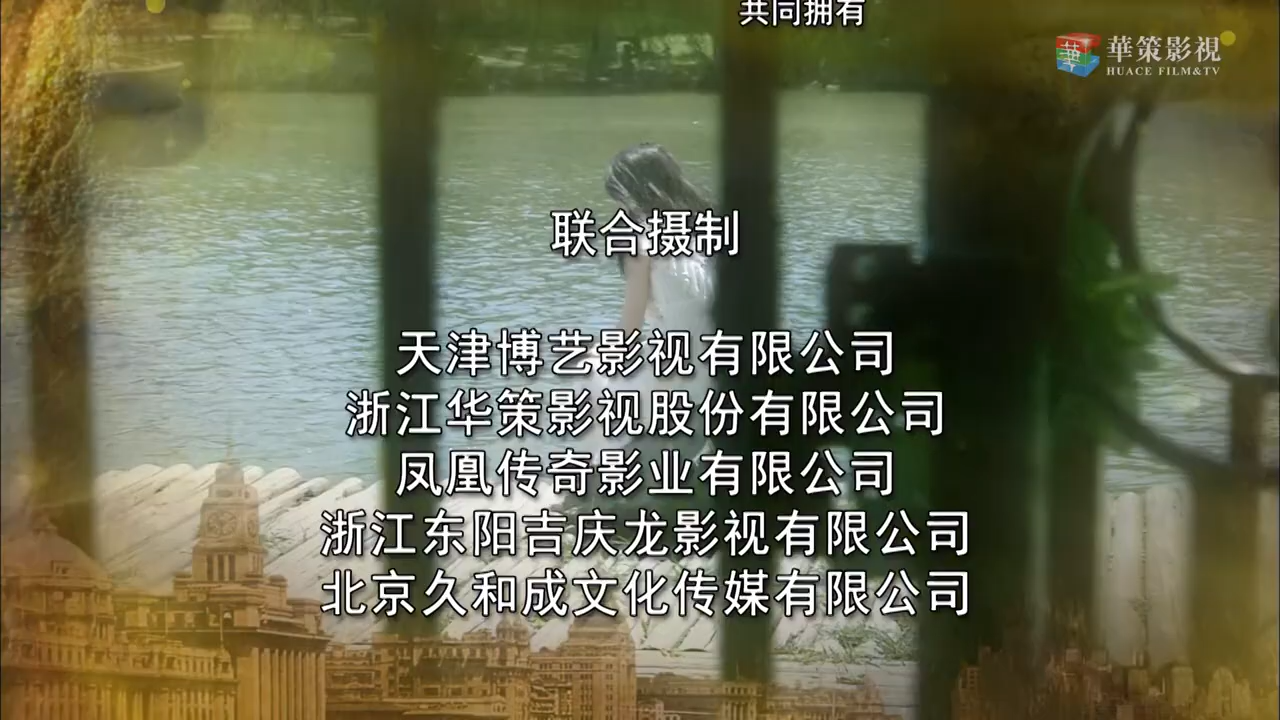 共同拥有
華策影視
HUACE FILM&TV
联合摄制
天津博艺影视有限公司
浙江华策影视股份有限公司
凤凰传奇影业有限公司
浙江东阳吉庆龙影视有限公司
北京久和成文化传媒有限公司